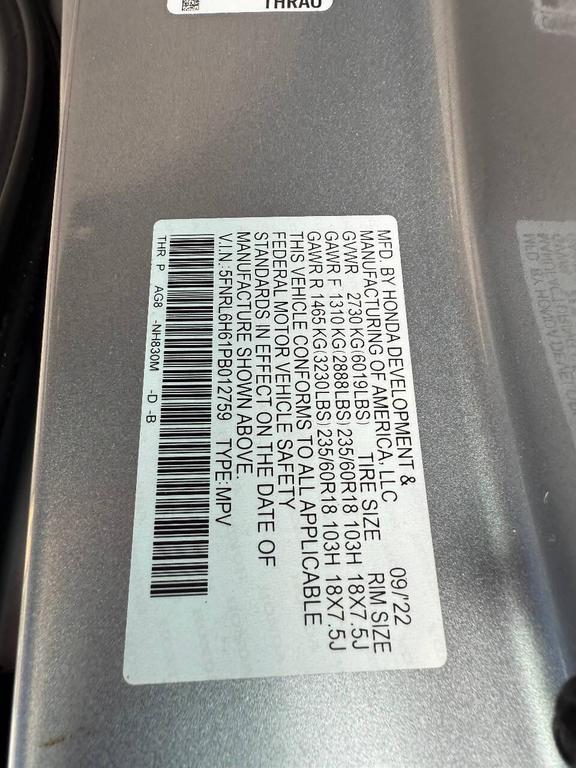 THRAO
MFD. BY HONDA DEVELOPMENT &
MANUFACTURING OF AMERICA, LLC 09/'22
GVWR 2730 KG(6019LBS) TIRE SIZE RIM SIZE
GAWR F 1310 KG(2888LBS) 235/60R18 103H 18X7.5J
GAWR R 1465 KG(3230LBS) 235/60R18 103H 18X7.5J
THIS VEHICLE CONFORMS TO ALL APPLICABLE
FEDERAL MOTOR VEHICLE SAFETY
STANDARDS IN EFFECT ON THE DATE OF
MANUFACTURE SHOWN ABOVE.
V.I.N.: 5FNRL6H61PB012759 TYPE: MPV
THR P AG8 -NH830M -D -B